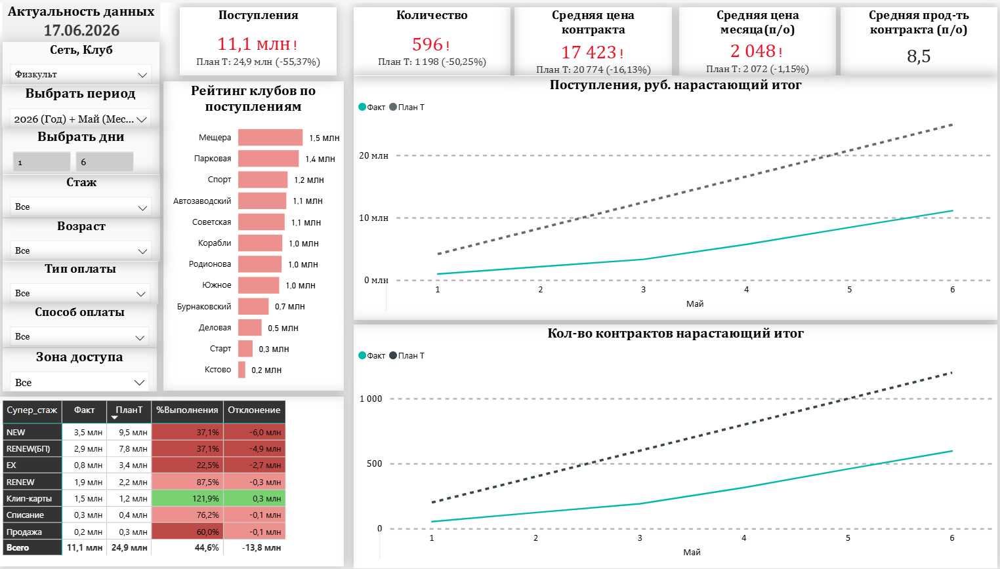 Актуальность данных
17.06.2026
Сеть, Клуб
Физкульт
Выбрать период
2026 (Год) + Май (Мес...
Выбрать дни
1 6
Стаж
Все
Возраст
Все
Тип оплаты
Все
Способ оплаты
Все
Зона доступа
Все
Поступления
11,1 млн !
План Т: 24,9 млн (-55,37%)
Количество
596 !
План Т: 1 198 (-50,25%)
Средняя цена
контракта
17 423 !
План Т: 20 774 (-16,13%)
Средняя цена
месяца(п/о)
2 048 !
План Т: 2 072 (-1,15%)
Средняя прод-ть
контракта (п/о)
8,5
Рейтинг клубов по
поступлениям
Мещера 1,5 млн
Парковая 1,4 млн
Спорт 1,2 млн
Автозаводский 1,1 млн
Советская 1,1 млн
Корабли 1,0 млн
Родионова 1,0 млн
Южное 1,0 млн
Бурнаковский 0,7 млн
Деловая 0,5 млн
Старт 0,3 млн
Кстово 0,2 млн
Поступления, руб. нарастающий итог
Факт План Т
20 млн
10 млн
0 млн
1 2 3 4 5 6
Май
Кол-во контрактов нарастающий итог
Факт План Т
1 000
500
0
1 2 3 4 5 6
Май
Супер_стаж Факт ПланТ %Выполнения Отклонение
NEW 3,5 млн 9,5 млн 37,1% -6,0 млн
RENEW(БП) 2,9 млн 7,8 млн 37,1% -4,9 млн
EX 0,8 млн 3,4 млн 22,5% -2,7 млн
RENEW 1,9 млн 2,2 млн 87,5% -0,3 млн
Клип-карты 1,5 млн 1,2 млн 121,9% 0,3 млн
Списание 0,3 млн 0,4 млн 76,2% -0,1 млн
Продажа 0,2 млн 0,3 млн 60,0% -0,1 млн
Всего 11,1 млн 24,9 млн 44,6% -13,8 млн